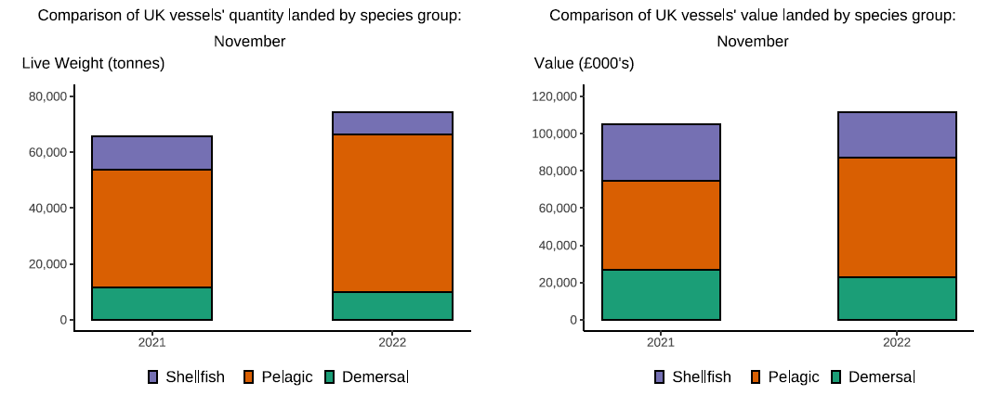 Comparison of UK vessels' quantity landed by species group:
November
Live Weight (tonnes)
80,000
60,000
40,000
20,000
0
2021 2022
Shellfish Pelagic Demersal
Comparison of UK vessels' value landed by species group:
November
Value (£000's)
120,000
100,000
80,000
60,000
40,000
20,000
0
2021 2022
Shellfish Pelagic Demersal